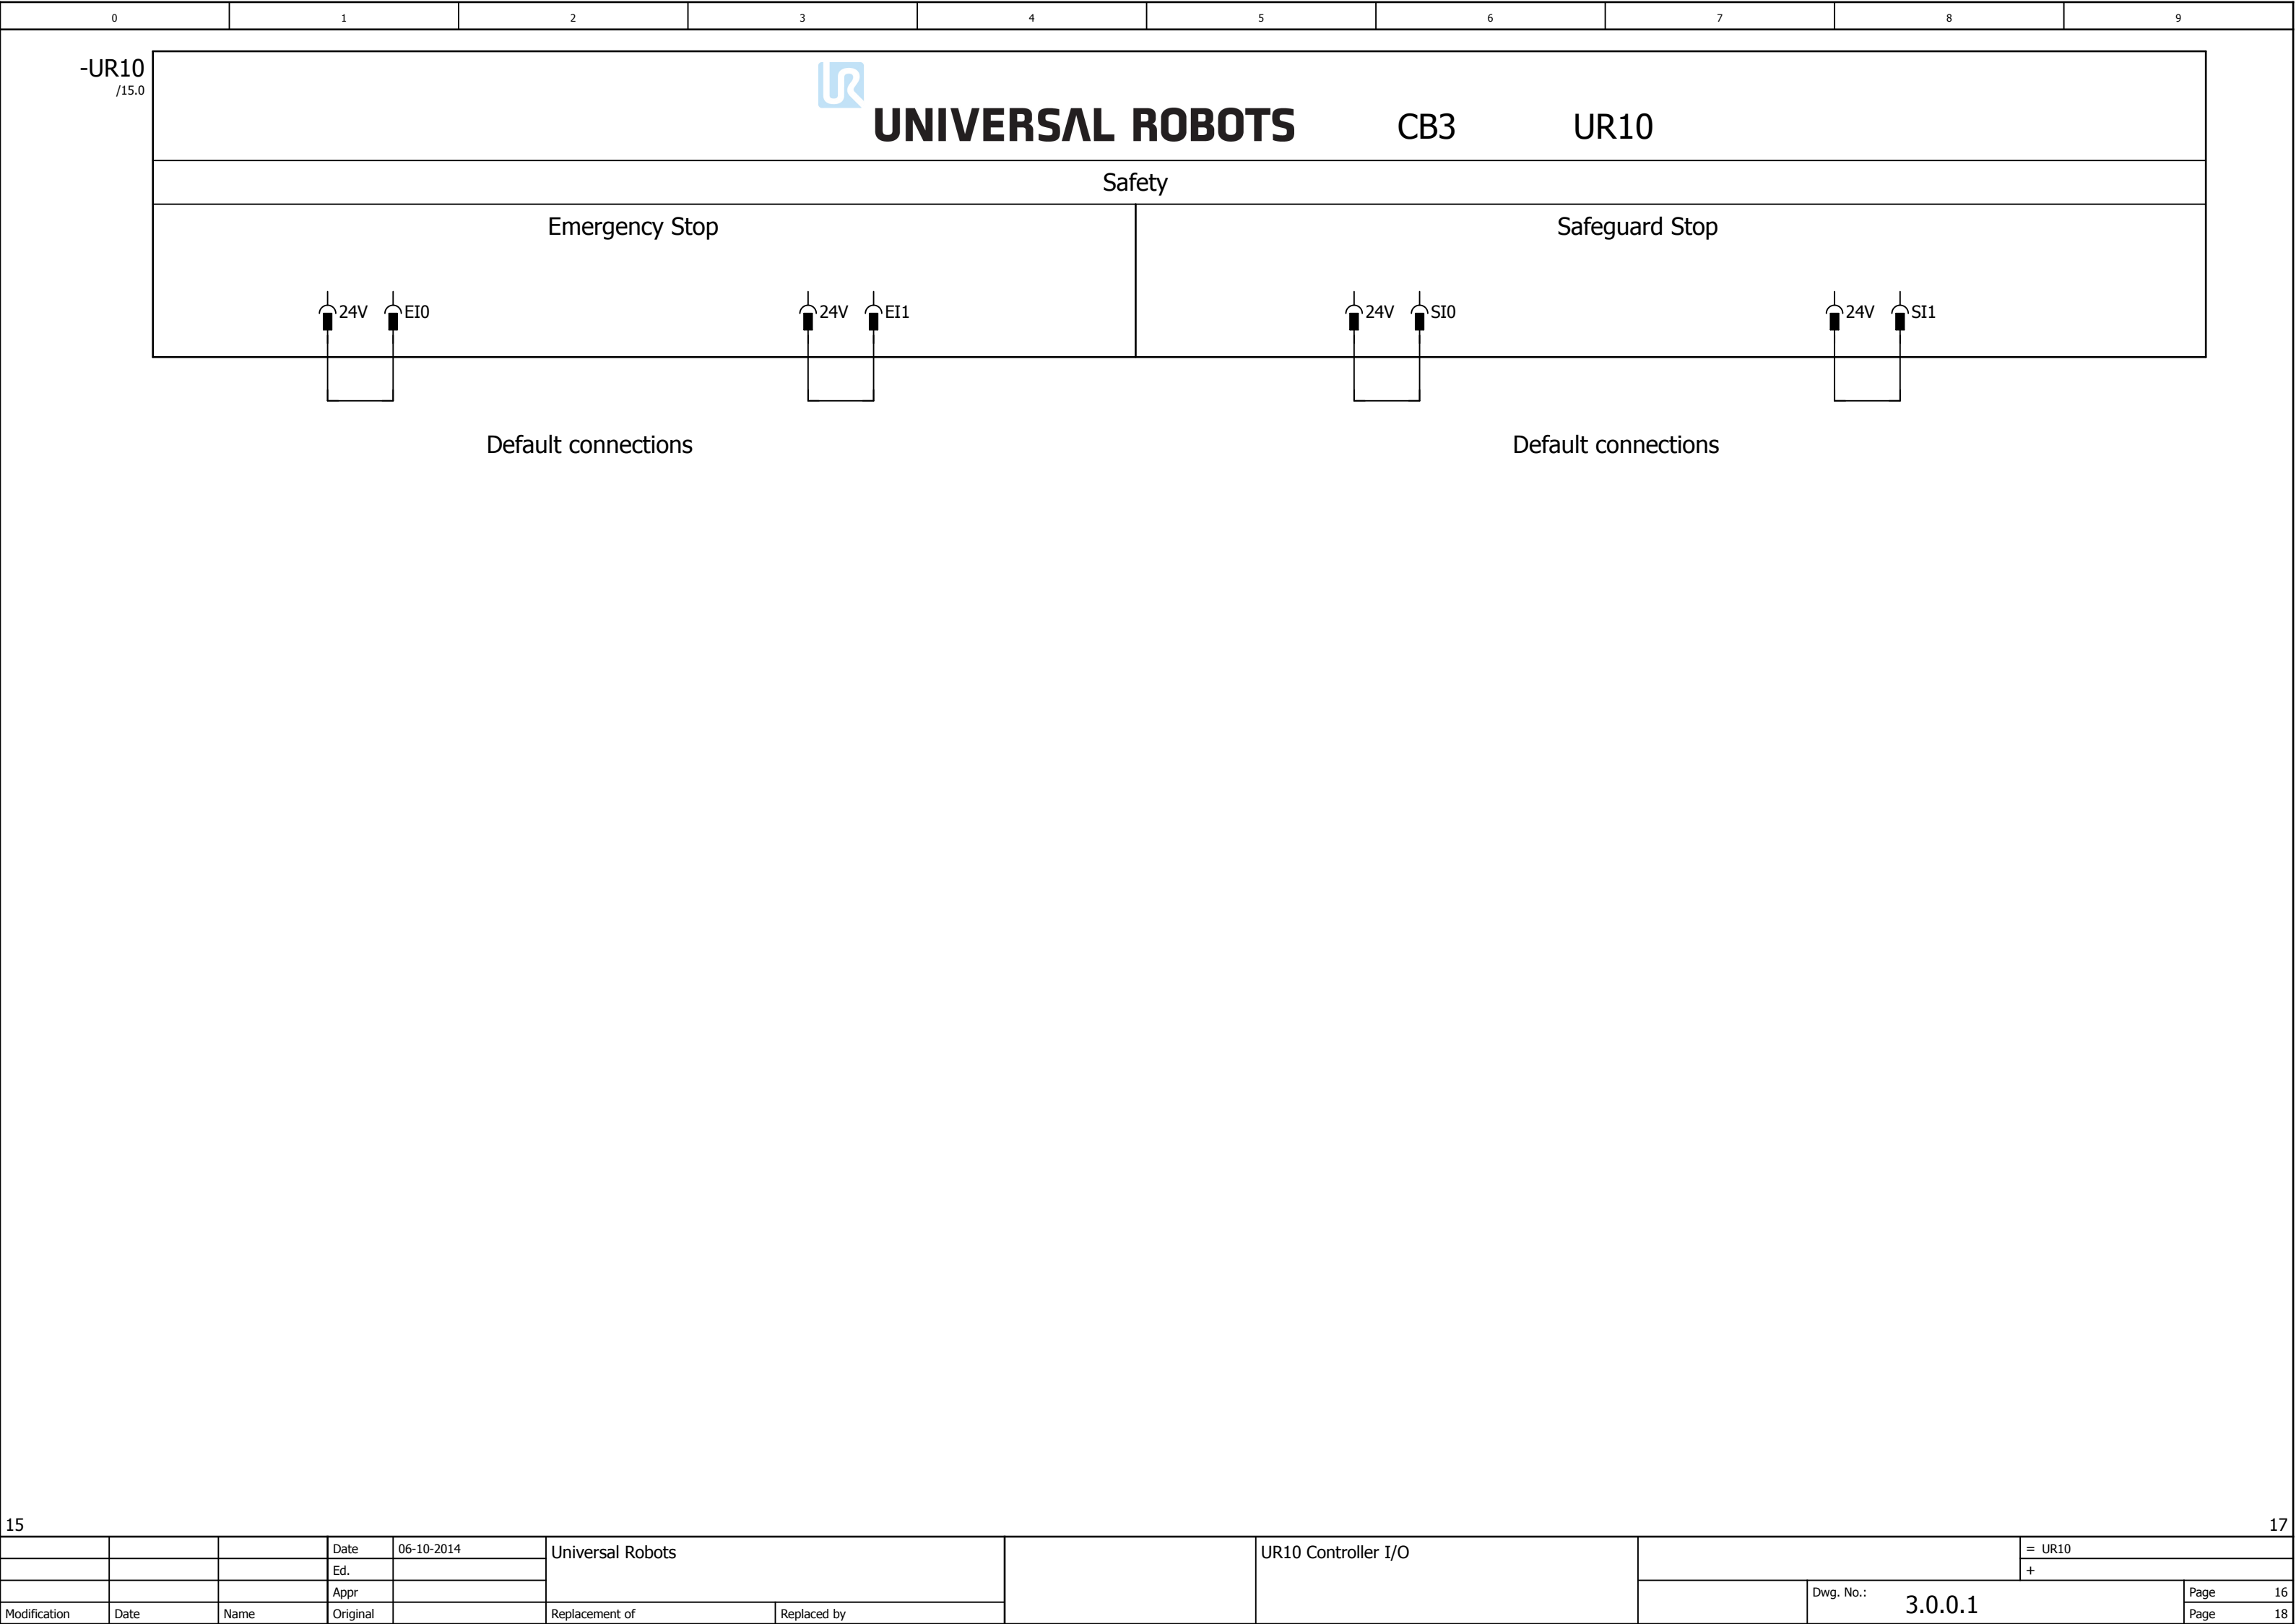 0 1 2 3 4 5 6 7 8 9
-UR10
/15.0
UR
UNIVERSAL ROBOTS CB3 UR10
Safety
Emergency Stop Safeguard Stop
24V EI0 24V EI1 24V SI0 24V SI1
Default connections Default connections
15 17
Date 06-10-2014 Universal Robots UR10 Controller I/O = UR10
Ed. +
Appr Dwg. No.: 3.0.0.1 Page 16
Modification Date Name Original Replacement of Replaced by Page 18